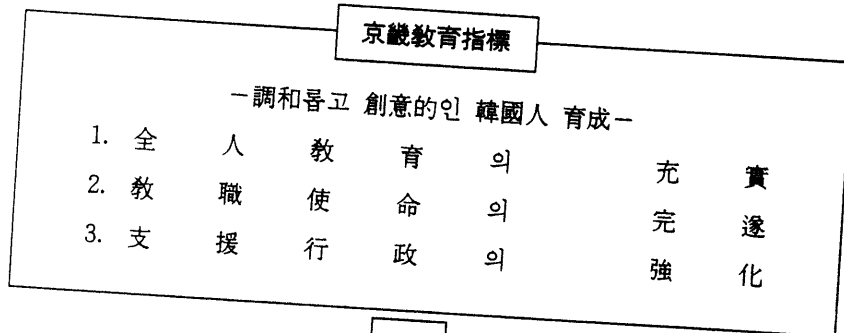 京畿敎育指標
－調和롭고 創意的인 韓國人 育成－
1. 全人敎育의 充實
2. 敎職使命의 完遂
3. 支援行政의 強化